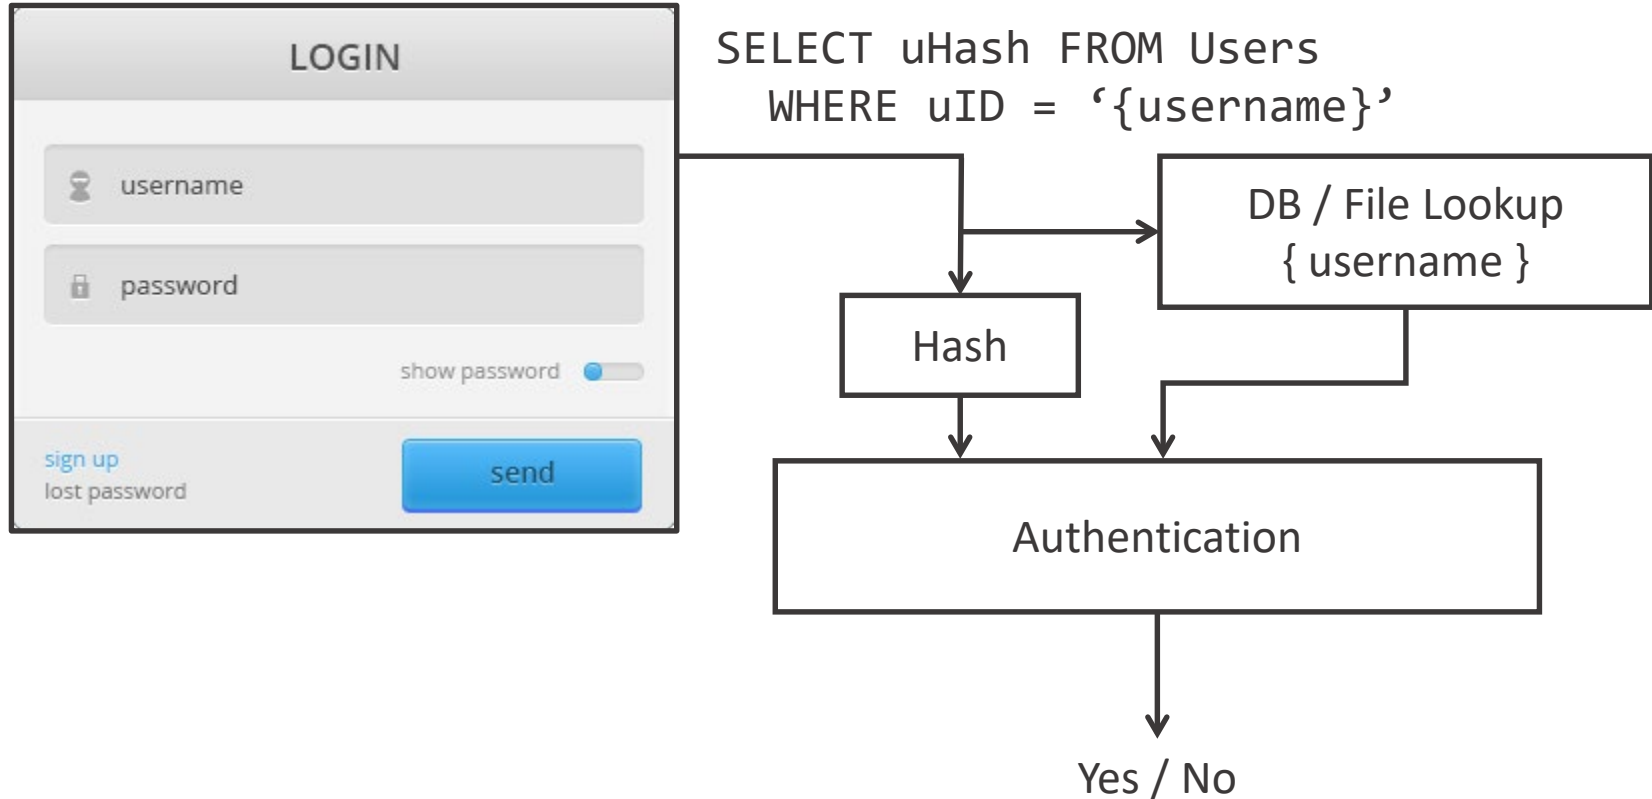 LOGIN
username
password
show password
sign up
lost password
send
SELECT uHash FROM Users
WHERE uID = ‘{username}’
DB / File Lookup
{ username }
Hash
Authentication
Yes / No